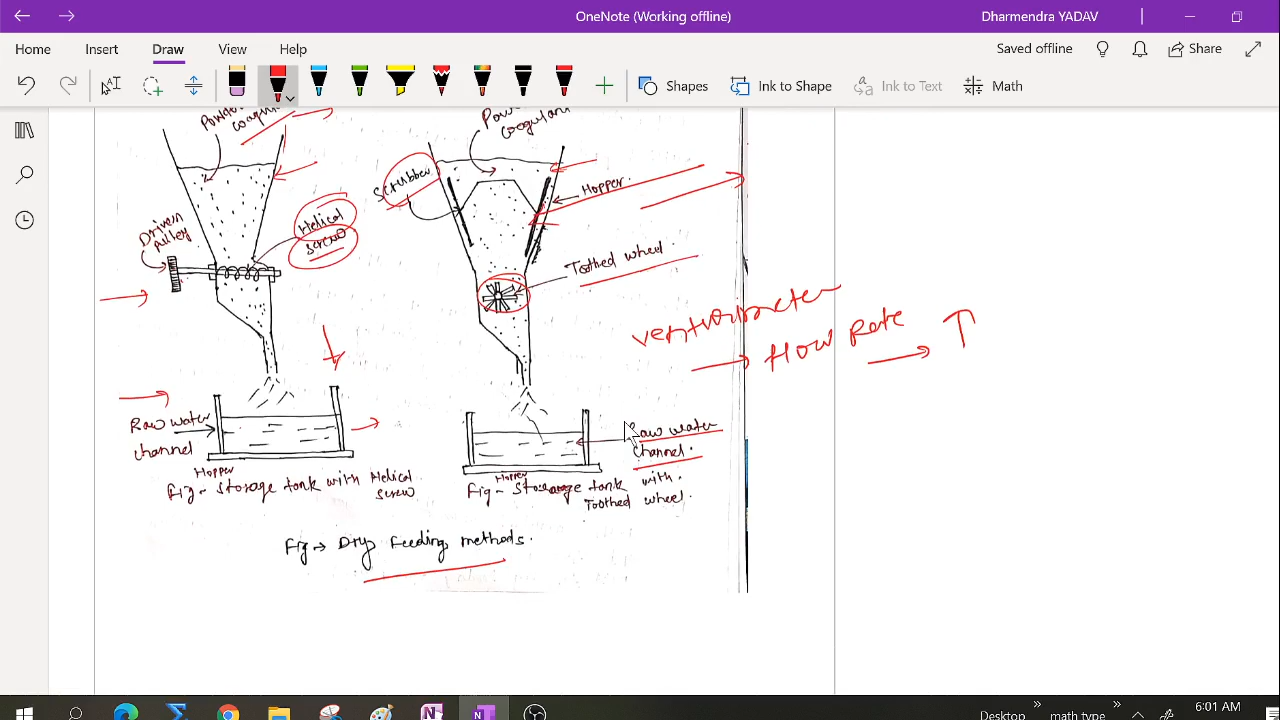 OneNote (Working offline)
Dharmendra YADAV
Home Insert Draw View Help
Saved offline
Share
Shapes
Ink to Shape
Ink to Text
Math
coagulant
coagulant
Scrubber
Hopper
Helical
screw
Driven
pulley
Toothed wheel
venturimeter
flow Rate
Raw water
channel
Raw water
channel.
Hopper
Fig - Storage tank with Helical
screw
Hopper
Fig - Storage tank with.
Toothed wheel.
Fig → Dry Feeding methods.
Desktop
math type
6:01 AM